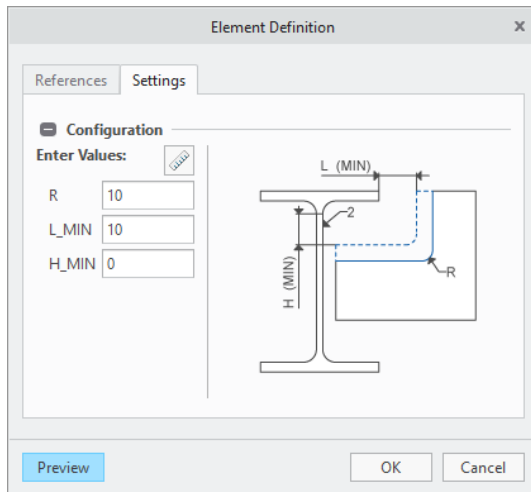 Element Definition
References
Settings
Configuration
Enter Values:
R
10
L_MIN
10
H_MIN
0
L (MIN)
2
H (MIN)
R
Preview
OK
Cancel